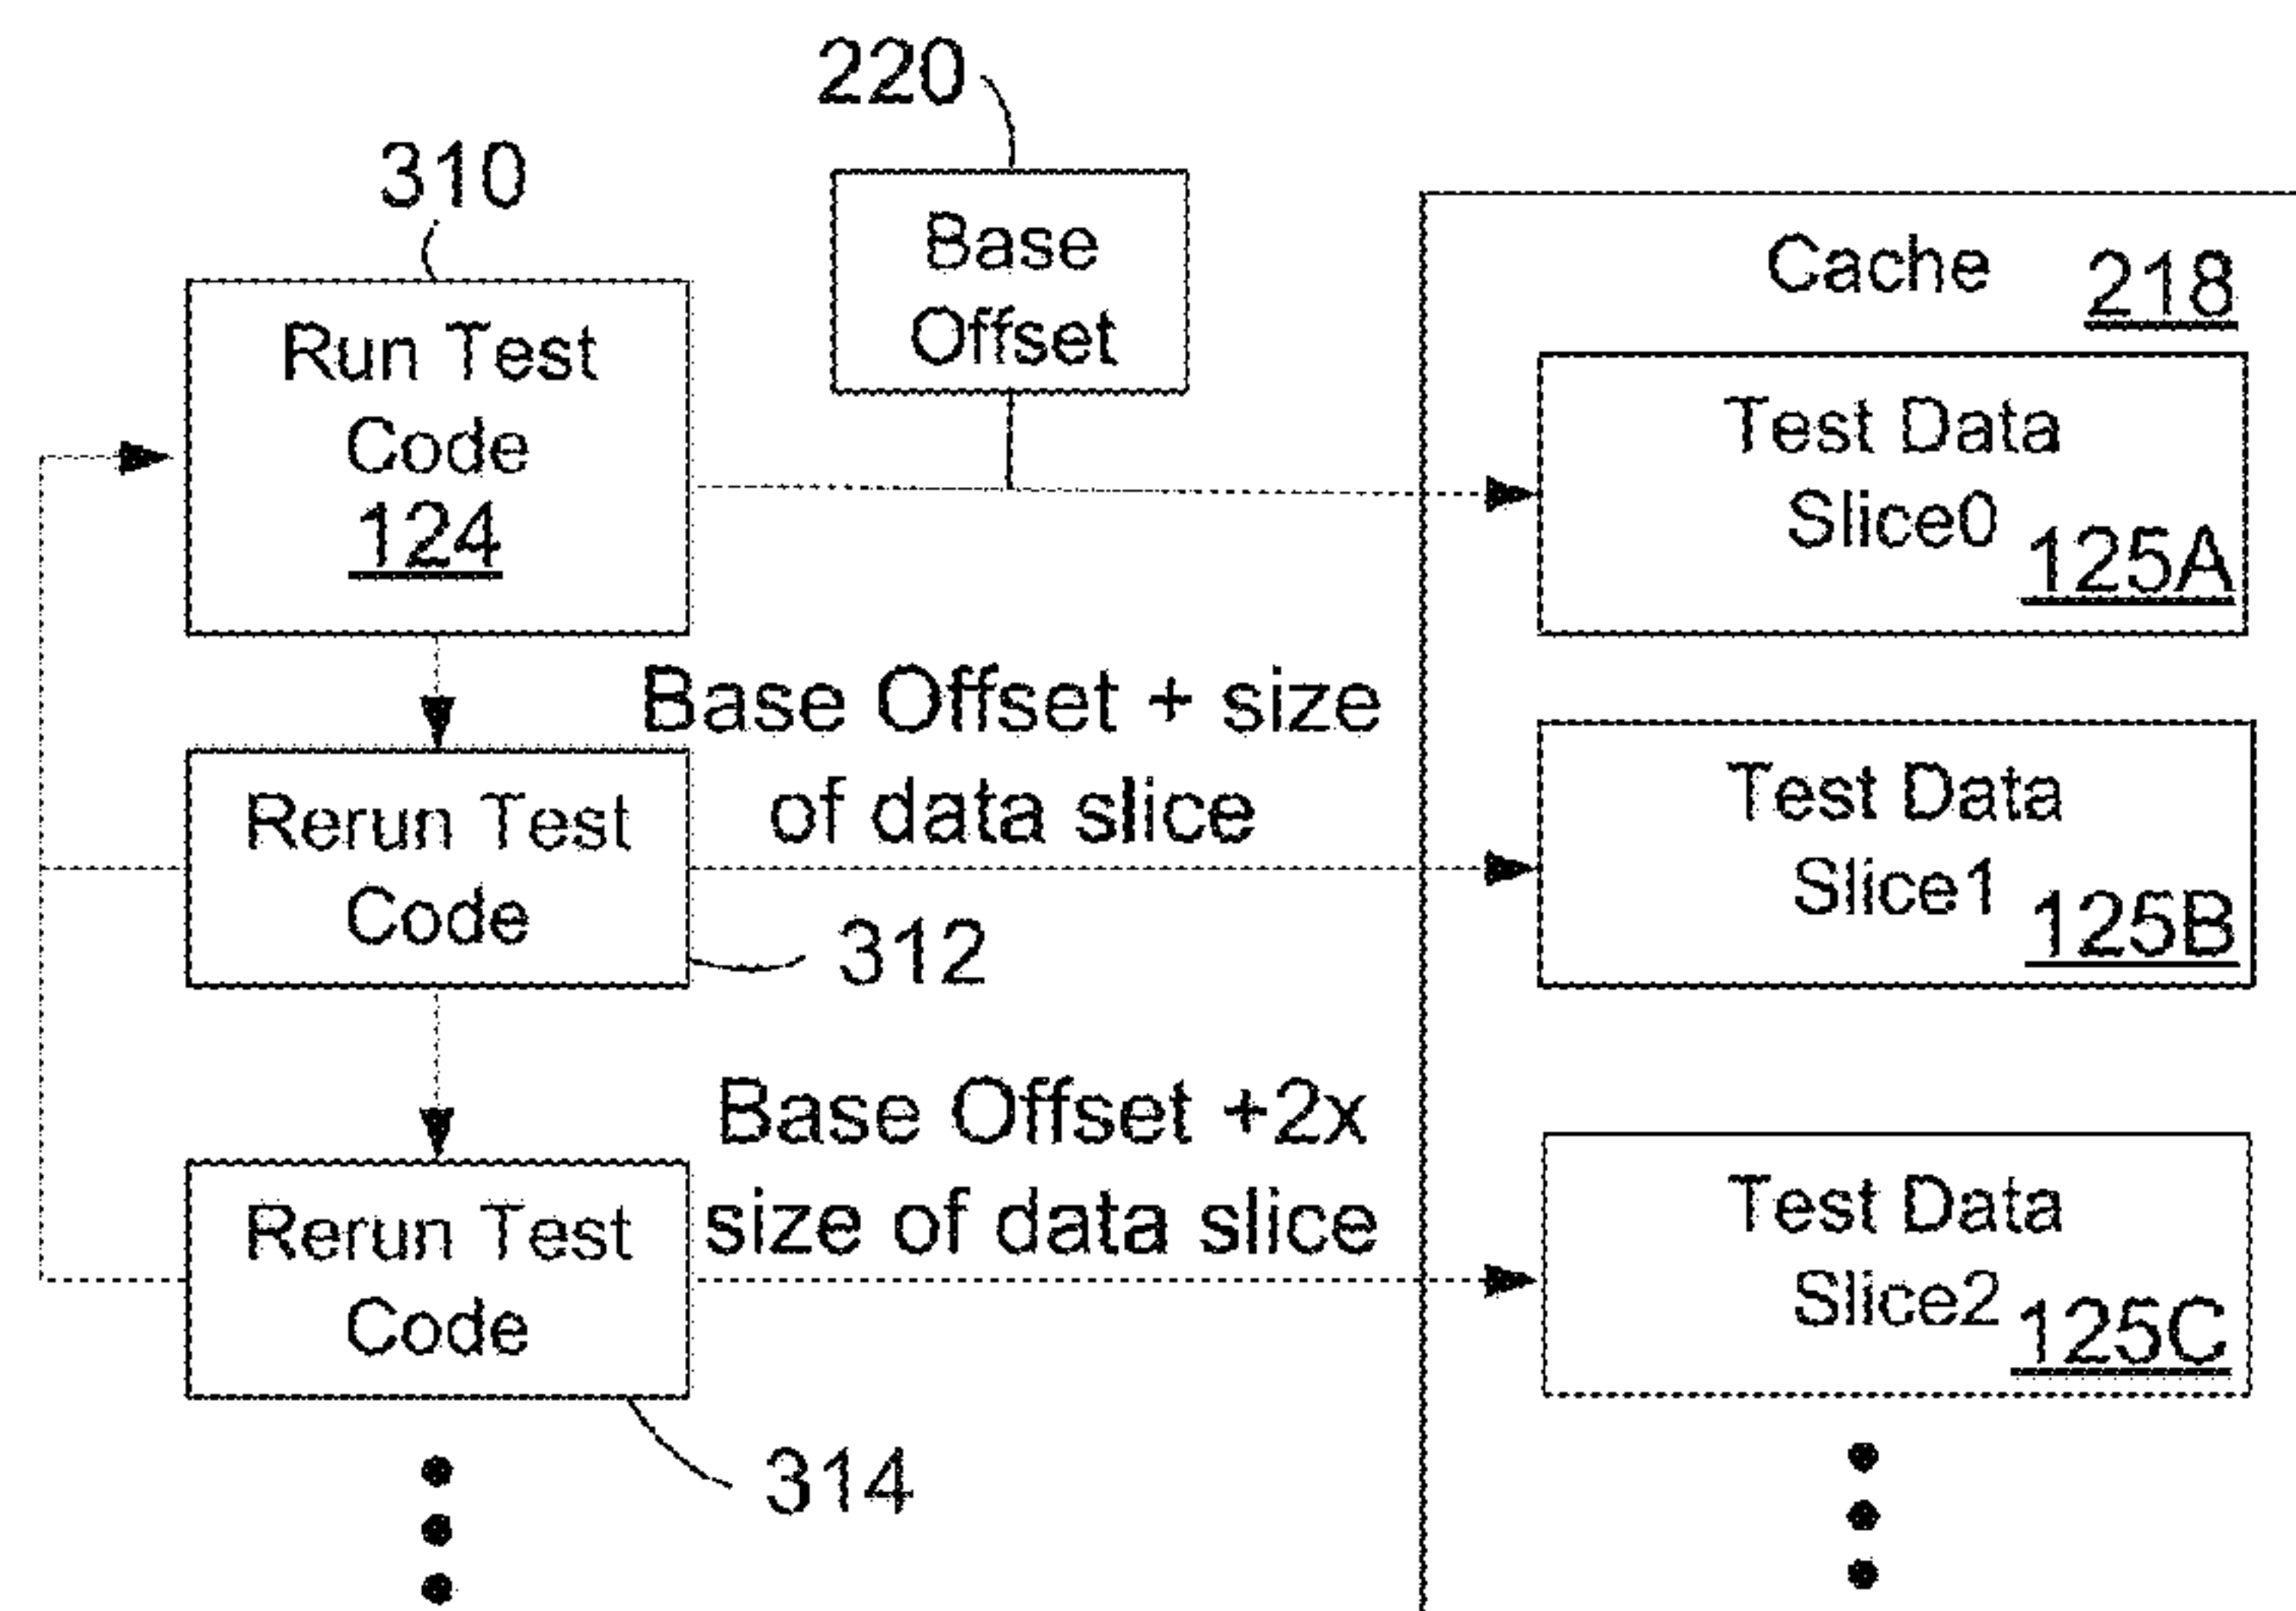 220
310
Base
Offset
Cache 218
Run Test
Code
124
Test Data
Slice0
125A
Base Offset + size
of data slice
Rerun Test
Code
312
Test Data
Slice1
125B
Base Offset +2x
size of data slice
Rerun Test
Code
314
Test Data
Slice2
125C